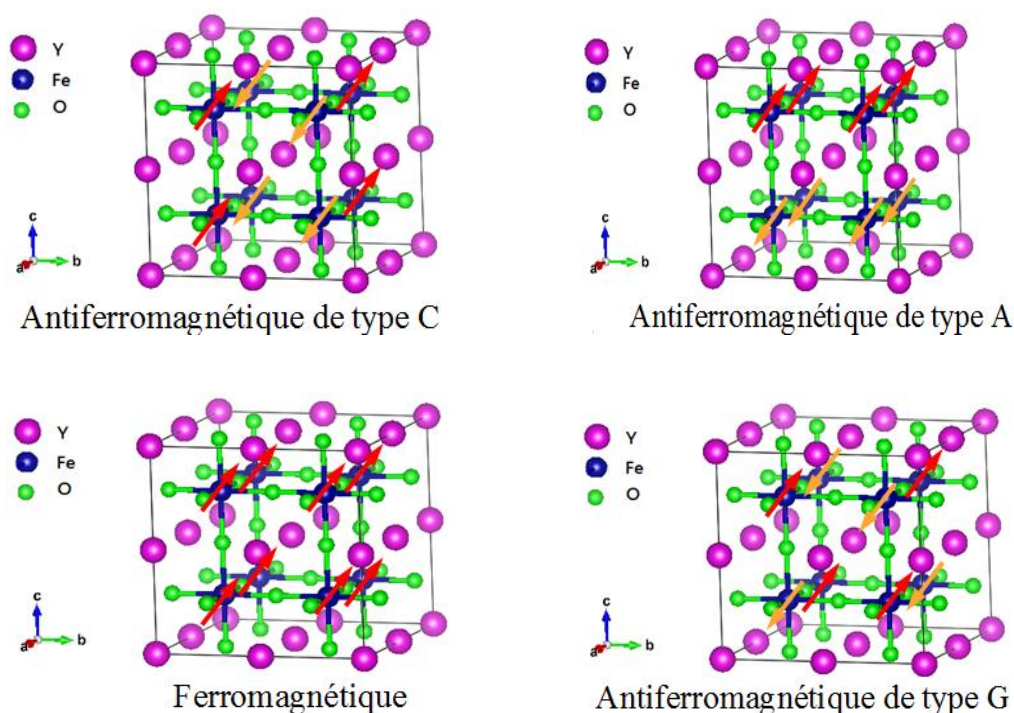 Y
Fe
O
c
a
b
Antiferromagnétique de type C
Y
Fe
O
c
a
b
Antiferromagnétique de type A
Y
Fe
O
c
a
b
Ferromagnétique
Y
Fe
O
c
a
b
Antiferromagnétique de type G